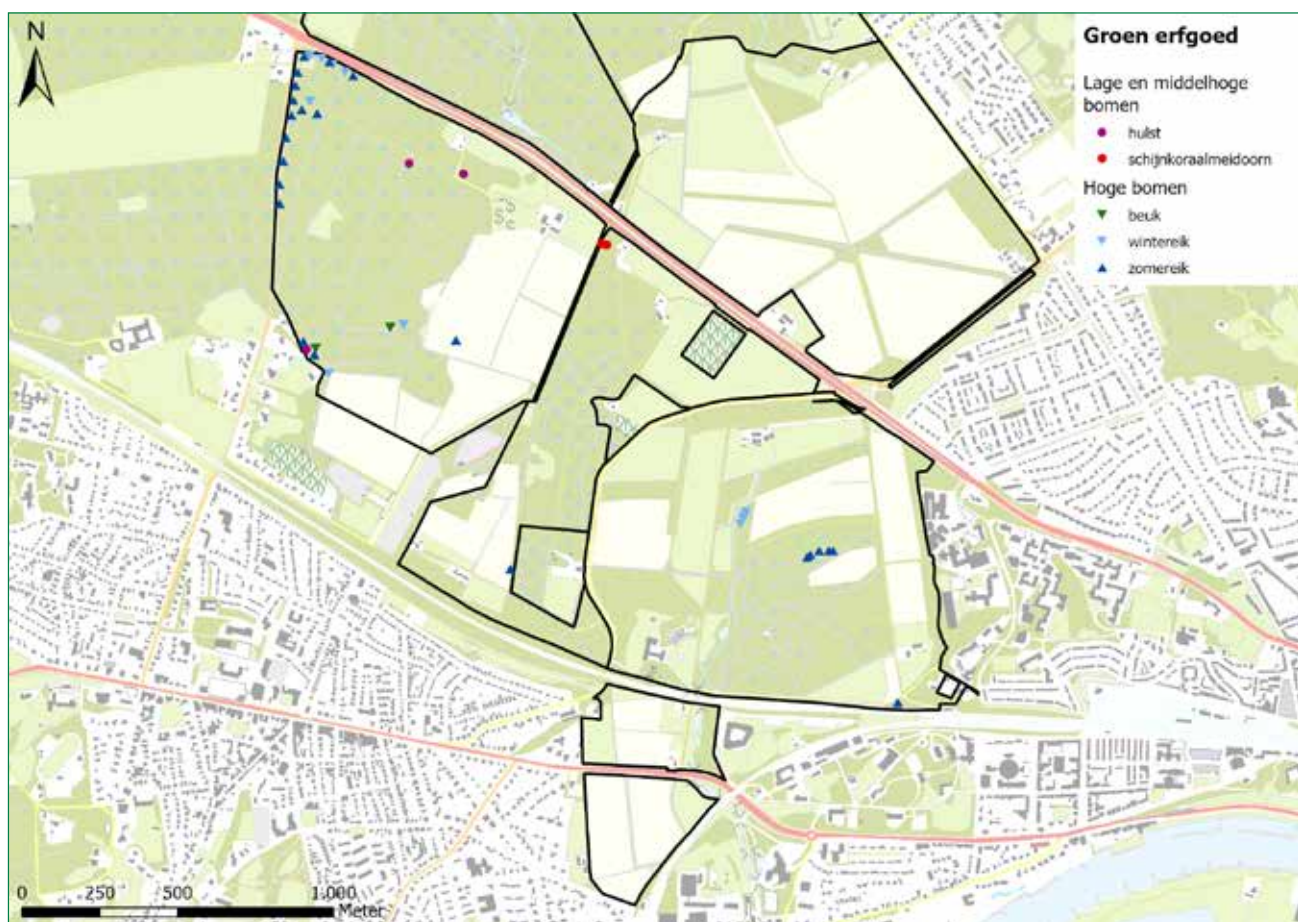 N
Groen erfgoed
Lage en middelhoge
bomen
hulst
schijnkoraalmeidoorn
Hoge bomen
beuk
wintereik
zomereik
0 250 500 1.000
Meter